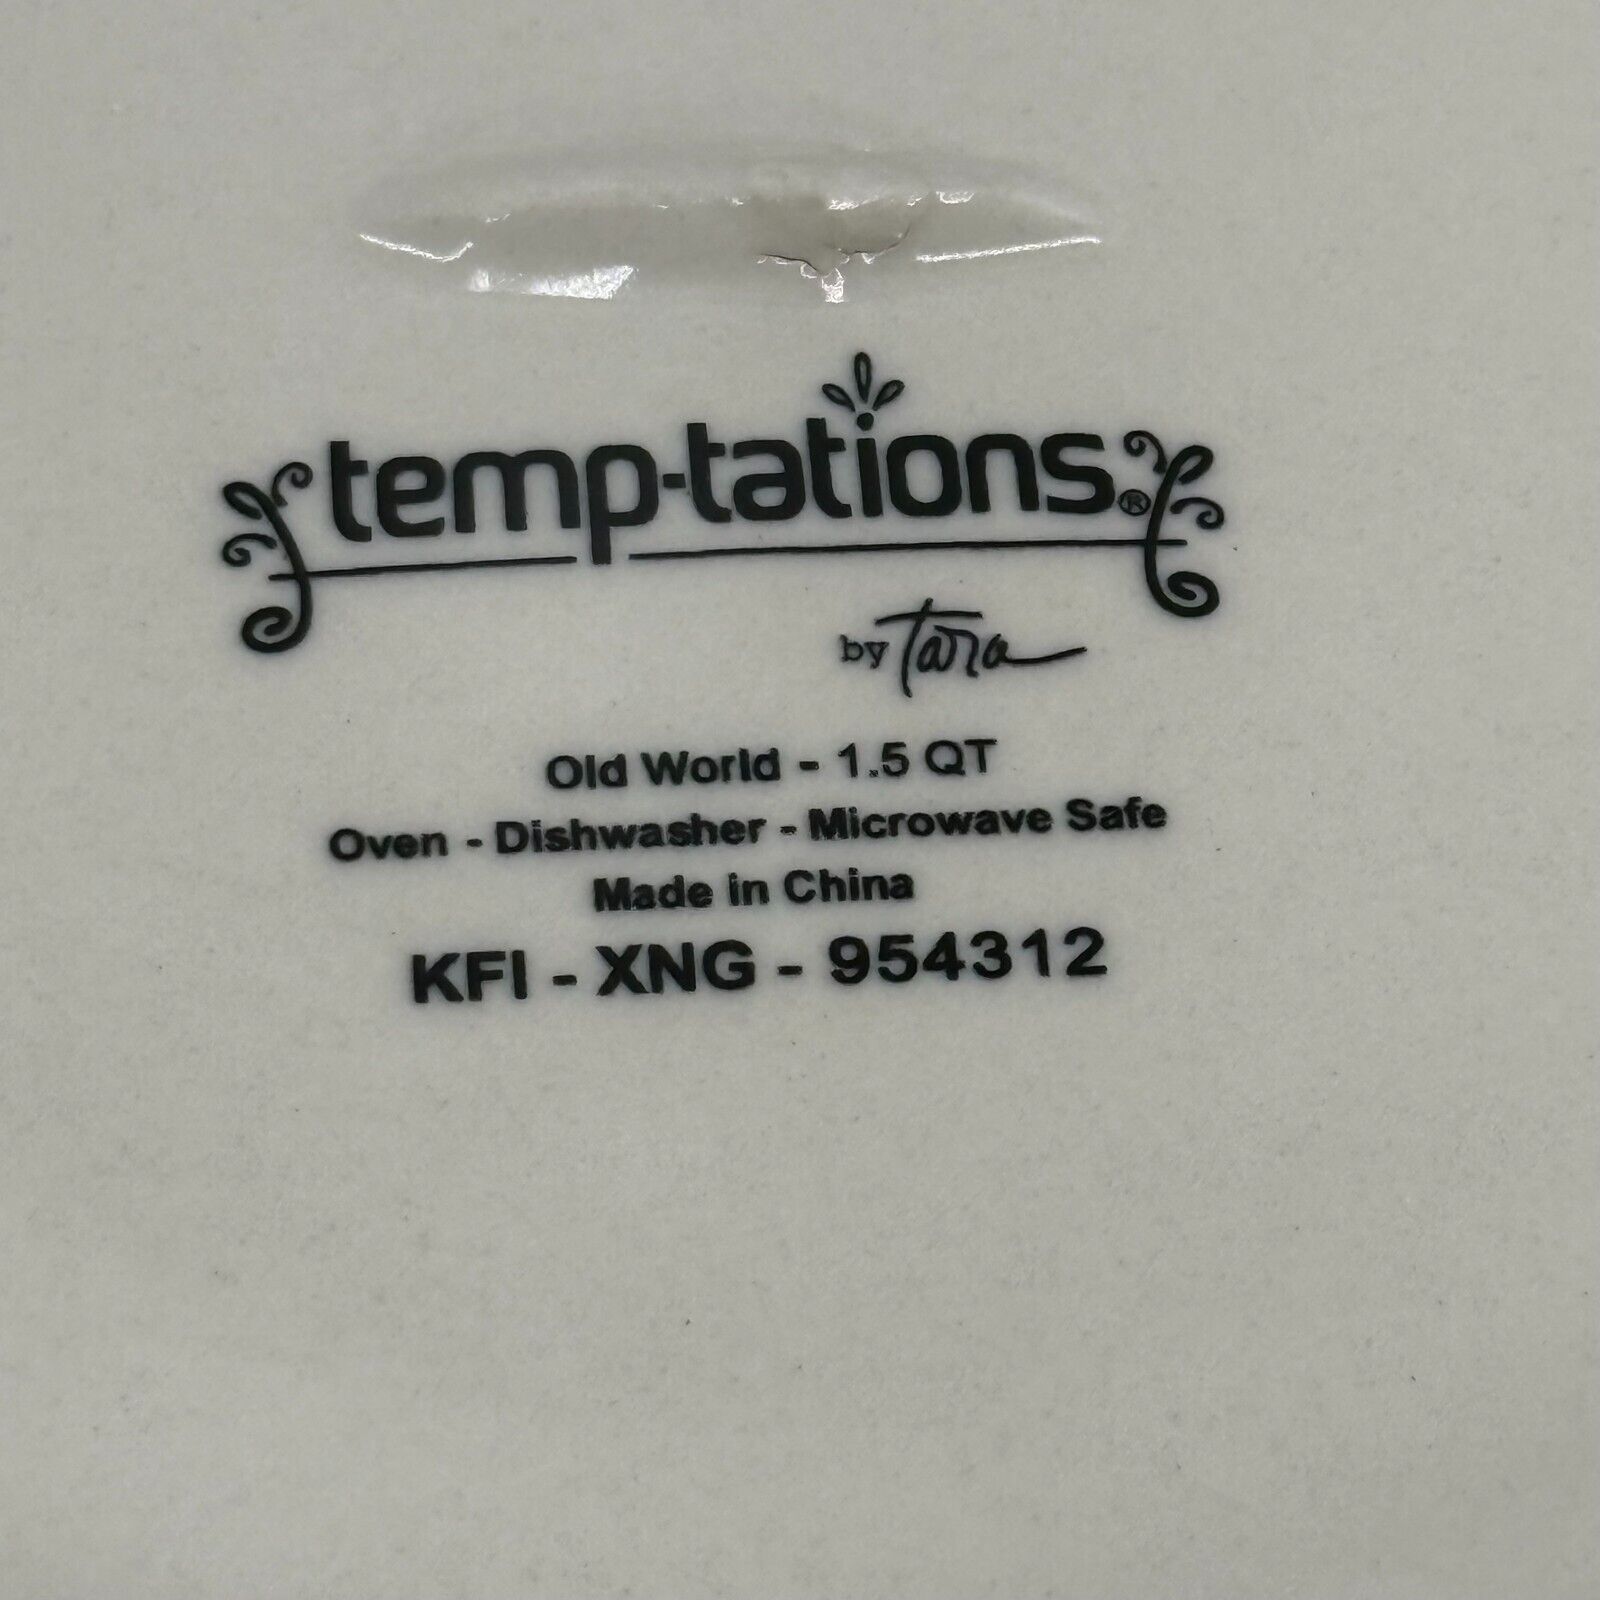 temp-tations®
by Tara
Old World - 1.5 QT
Oven - Dishwasher - Microwave Safe
Made in China
KFI - XNG - 954312